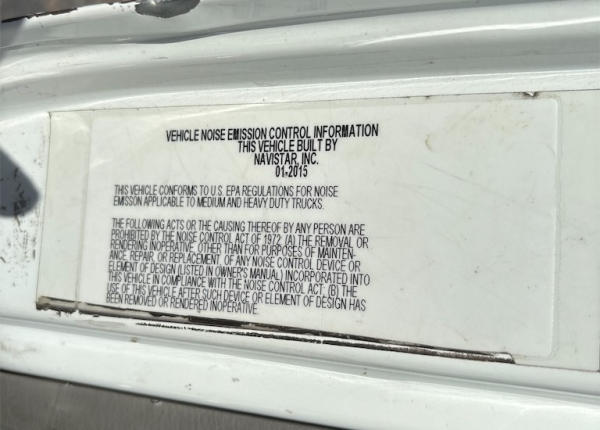 VEHICLE NOISE EMISSION CONTROL INFORMATION
THIS VEHICLE BUILT BY
NAVISTAR, INC.
01-2015
THIS VEHICLE CONFORMS TO U.S. EPA REGULATIONS FOR NOISE
EMISSION APPLICABLE TO MEDIUM AND HEAVY DUTY TRUCKS.
THE FOLLOWING ACTS OR THE CAUSING THEREOF BY ANY PERSON ARE
PROHIBITED BY THE NOISE CONTROL ACT OF 1972. (A) THE REMOVAL OR
RENDERING INOPERATIVE, OTHER THAN FOR PURPOSES OF MAINTEN-
ANCE, REPAIR, OR REPLACEMENT, OF ANY NOISE CONTROL DEVICE OR
ELEMENT OF DESIGN (LISTED IN OWNER'S MANUAL) INCORPORATED INTO
THIS VEHICLE IN COMPLIANCE WITH THE NOISE CONTROL ACT. (B) THE
USE OF THIS VEHICLE AFTER SUCH DEVICE OR ELEMENT OF DESIGN HAS
BEEN REMOVED OR RENDERED INOPERATIVE.